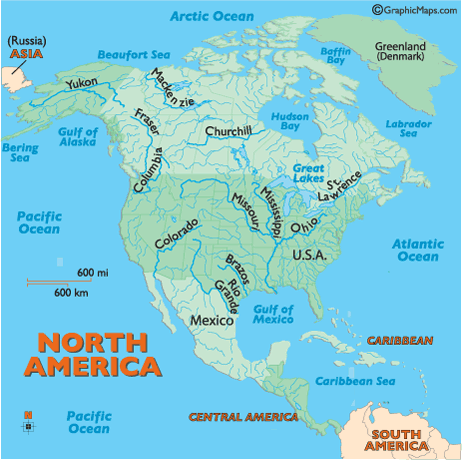 ©GraphicMaps.com
Arctic Ocean
(Russia)
ASIA
Beaufort Sea
Baffin
Bay
Greenland
(Denmark)
Yukon
Mackenzie
Bering
Sea
Gulf of
Alaska
Fraser
Churchill
Hudson
Bay
Labrador
Sea
Columbia
Great
Lakes
St.
Lawrence
Pacific
Ocean
Missouri
Mississippi
Ohio
Colorado
U.S.A.
Atlantic
Ocean
Brazos
Rio
Grande
600 mi
600 km
Gulf of
Mexico
Mexico
NORTH
AMERICA
CARIBBEAN
Caribbean Sea
Pacific
Ocean
CENTRAL AMERICA
SOUTH
AMERICA